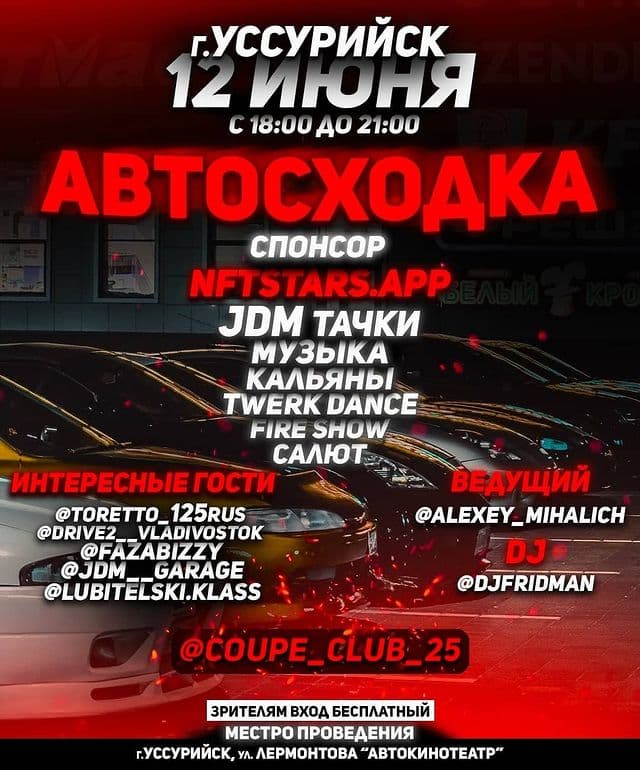 г.УССУРИЙСК
12 ИЮНЯ
С 18:00 ДО 21:00
АВТОСХОДКА
СПОНСОР
NFTSTARS.APP
JDM ТАЧКИ
МУЗЫКА
КАЛЬЯНЫ
TWERK DANCE
FIRE SHOW
САЛЮТ
ИНТЕРЕСНЫЕ ГОСТИ
@TORETTO_125RUS
@DRIVE2__VLADIVOSTOK
@FAZABIZZY
@JDM__GARAGE
@LUBITELSKI.KLASS
ВЕДУЩИЙ
@ALEXEY_MIHALICH
DJ
@DJFRIDMAN
@COUPE_CLUB_25
ЗРИТЕЛЯМ ВХОД БЕСПЛАТНЫЙ
МЕСТРО ПРОВЕДЕНИЯ
г.УССУРИЙСК, ул. ЛЕРМОНТОВА "АВТОКИНОТЕАТР"
БЕЛЫЙ КРО